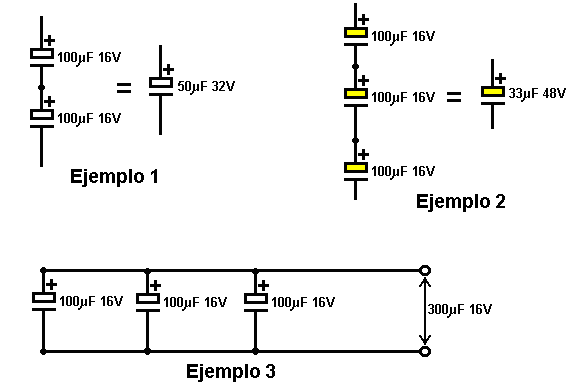 +
100µF 16V
+
100µF 16V
=
+
50µF 32V
Ejemplo 1
+
100µF 16V
+
100µF 16V
+
100µF 16V
=
+
33µF 48V
Ejemplo 2
+
100µF 16V
+
100µF 16V
+
100µF 16V
300µF 16V
Ejemplo 3